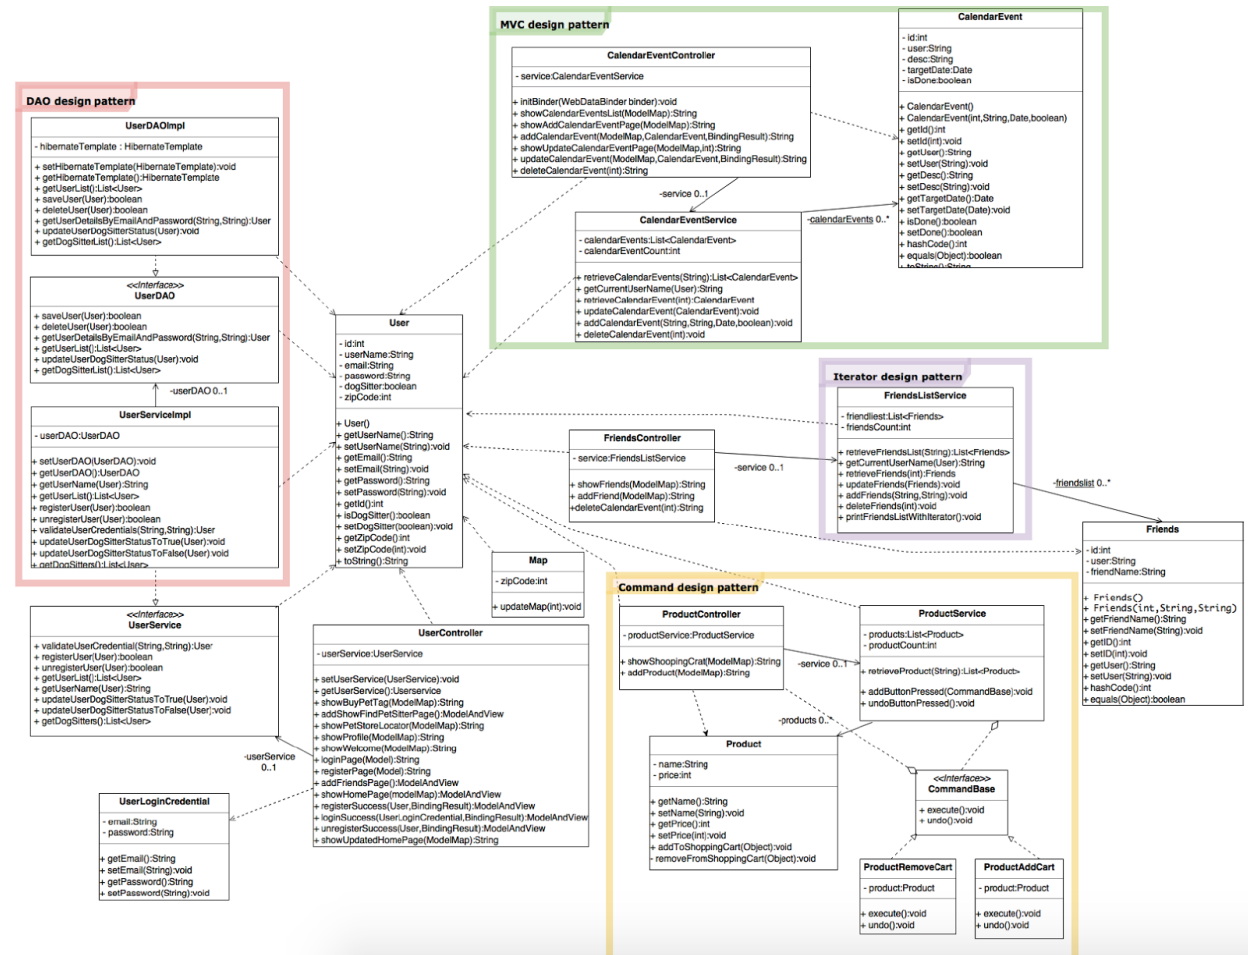 MVC design pattern
CalendarEventController
- service:CalendarEventService
+ initBinder(WebDataBinder binder):void
+ showCalendarEventsList(ModelMap):String
+ showAddCalendarEventPage(ModelMap):String
+ addCalendarEvent(ModelMap,CalendarEvent,BindingResult):String
+ showUpdateCalendarEventPage(ModelMap,int):String
+ updateCalendarEvent(ModelMap,CalendarEvent,BindingResult):String
+ deleteCalendarEvent(int):String
CalendarEvent
- id:int
- user:String
- desc:String
- targetDate:Date
- isDone:boolean
+ CalendarEvent()
+ CalendarEvent(int,String,Date,boolean)
+ getId():int
+ setId(int):void
+ getUser():String
+ setUser(String):void
+ getDesc():String
+ setDesc(String):void
+ getTargetDate():Date
+ setTargetDate(Date):void
+ isDone():boolean
+ setDone():boolean
+ hashCode():int
+ equals(Object):boolean
+ toString():String
-service 0..1
-calendarEvents 0..*
CalendarEventService
- calendarEvents:List<CalendarEvent>
- calendarEventCount:int
+ retrieveCalendarEvents(String):List<CalendarEvent>
+ getCurrentUserName(User):String
+ retrieveCalendarEvent(int):CalendarEvent
+ updateCalendarEvent(CalendarEvent):void
+ addCalendarEvent(String,String,Date,boolean):void
+ deleteCalendarEvent(int):void
DAO design pattern
UserDAOImpl
- hibernateTemplate : HibernateTemplate
+ setHibernateTemplate(HibernateTemplate):void
+ getHibernateTemplate():HibernateTemplate
+ getUserList():List<User>
+ saveUser(User):boolean
+ deleteUser(User):boolean
+ getUserDetailsByEmailAndPassword(String,String):User
+ updateUserDogSitterStatus(User):void
+ getDogSitterList():List<User>
<<Interface>>
UserDAO
+ saveUser(User):boolean
+ deleteUser(User):boolean
+ getUserDetailsByEmailAndPassword(String,String):User
+ getUserList():List<User>
+ updateUserDogSitterStatus(User):void
+ getDogSitterList():List<User>
-userDAO 0..1
UserServiceImpl
- userDAO:UserDAO
+ setUserDAO(UserDAO):void
+ getUserDAO():UserDAO
+ getUserName(User):String
+ getUserList():List<User>
+ registerUser(User):boolean
+ unregisterUser(User):boolean
+ validateUserCredentials(String,String):User
+ updateUserDogSitterStatusToTrue(User):void
+ updateUserDogSitterStatusToFalse(User):void
+ getDogSitters():List<User>
<<Interface>>
UserService
+ validateUserCredential(String,String):User
+ registerUser(User):boolean
+ unregisterUser(User):boolean
+ getUserList():List<User>
+ getUserName(User):String
+ updateUserDogSitterStatusToTrue(User):void
+ updateUserDogSitterStatusToFalse(User):void
+ getDogSitters():List<User>
-userService
0..1
UserLoginCredential
- email:String
- password:String
+ getEmail():String
+ setEmail(String):void
+ getPassword():String
+ setPassword(String):void
User
- id:int
- userName:String
- email:String
- password:String
- dogSitter:boolean
- zipCode:int
+ User()
+ getUserName():String
+ setUserName(String):void
+ getEmail():String
+ setEmail(String):void
+ getPassword():String
+ setPassword(String):void
+ getId():int
+ isDogSitter():boolean
+ setDogSitter(boolean):void
+ getZipCode():int
+ setZipCode(int):void
+ toString():String
Map
- zipCode:int
+ updateMap(int):void
UserController
- userService:UserService
+ setUserService(UserService):void
+ getUserService():Userservice
+ showBuyPetTag(ModelMap):String
+ addShowFindPetSitterPage():ModelAndView
+ showPetStoreLocator(ModelMap):String
+ showProfile(ModelMap):String
+ showWelcome(ModelMap):String
+ loginPage(Model):String
+ registerPage(Model):String
+ addFriendsPage():ModelAndView
+ showHomePage(modelMap):String
+ registerSuccess(User,BindingResult):ModelAndView
+ loginSuccess(UserLoginCredential,BindingResult):ModelAndView
+ unregisterSuccess(User,BindingResult):ModelAndView
+ showUpdatedHomePage(ModelMap):String
FriendsController
- service:FriendsListService
+ showFriends(ModelMap):String
+ addFriend(ModelMap):String
+deleteCalendarEvent(int):String
-service 0..1
Iterator design pattern
FriendsListService
- friendliest:List<Friends>
- friendsCount:int
+ retrieveFriendsList(String):List<Friends>
+ getCurrentUserName(User):String
+ retrieveFriends(int):Friends
+ updateFriends(Friends):void
+ addFriends(String,String):void
+ deleteFriends(int):void
+ printFriendsListWithIterator():void
-friendslist 0..*
Friends
- id:int
- user:String
- friendName:String
+ Friends()
+ Friends(int,String,String)
+ getFriendName():String
+ setFriendName(String):void
+ getID():int
+ setID(int):void
+ getUser():String
+ setUser(String):void
+ hashCode():int
+ equals(Object):boolean
Command design pattern
ProductController
- productService:ProductService
+ showShoopingCrat(ModelMap):String
+ addProduct(ModelMap):String
-service 0..1
ProductService
- products:List<Product>
- productCount:int
+ retrieveProduct(String):List<Product>
+ addButtonPressed(CommandBase):void
+ undoButtonPressed():void
-products 0..*
Product
- name:String
- price:int
+ getName():String
+ setName(String):void
+ getPrice():int
+ setPrice(int):void
+ addToShoppingCart(Object):void
- removeFromShoppingCart(Object):void
<<Interface>>
CommandBase
+ execute():void
+ undo():void
ProductRemoveCart
- product:Product
+ execute():void
+ undo():void
ProductAddCart
- product:Product
+ execute():void
+ undo():void